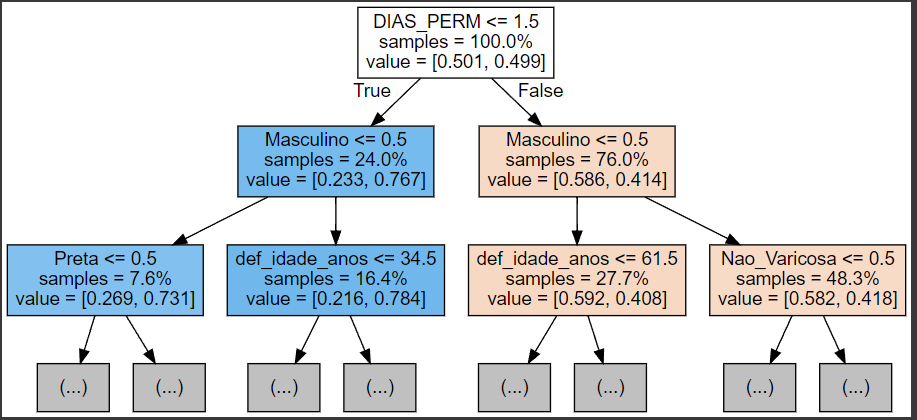 DIAS_PERM <= 1.5
samples = 100.0%
value = [0.501, 0.499]
True
False
Masculino <= 0.5
samples = 24.0%
value = [0.233, 0.767]
Masculino <= 0.5
samples = 76.0%
value = [0.586, 0.414]
Preta <= 0.5
samples = 7.6%
value = [0.269, 0.731]
def_idade_anos <= 34.5
samples = 16.4%
value = [0.216, 0.784]
def_idade_anos <= 61.5
samples = 27.7%
value = [0.592, 0.408]
Nao_Varicosa <= 0.5
samples = 48.3%
value = [0.582, 0.418]
(...)
(...)
(...)
(...)
(...)
(...)
(...)
(...)